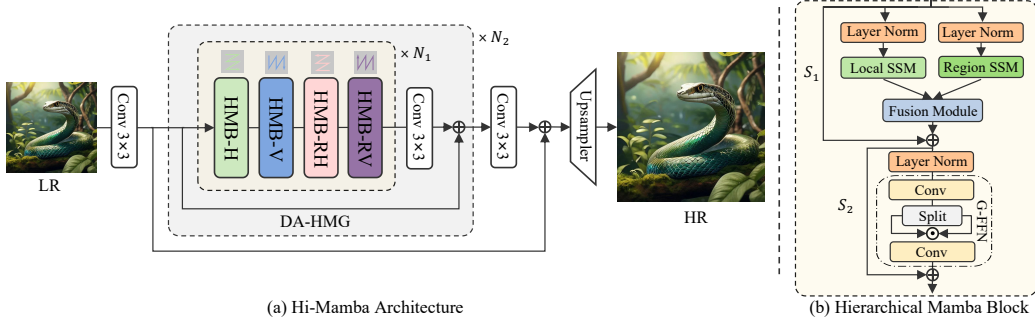 LR
Conv 3×3
HMB-H
HMB-V
HMB-RH
HMB-RV
× N₁
Conv 3×3
× N₂
DA-HMG
Conv 3×3
Upsampler
HR
(a) Hi-Mamba Architecture
Layer Norm
Layer Norm
S₁
Local SSM
Region SSM
Fusion Module
Layer Norm
S₂
Conv
Split
G-FFN
Conv
(b) Hierarchical Mamba Block